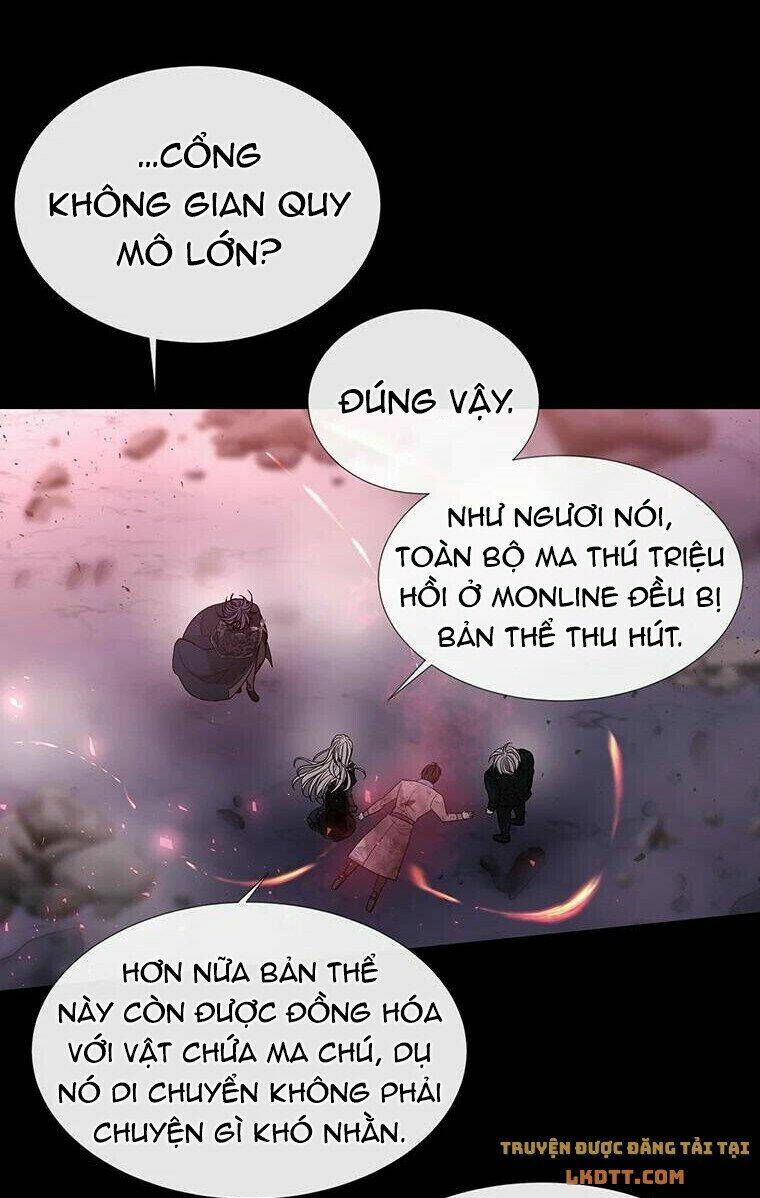 ...CỔNG
KHÔNG GIAN QUY
MÔ LỚN?
ĐÚNG VẬY.
NHƯ NGƯƠI NÓI,
TOÀN BỘ MA THÚ TRIỆU
HỒI Ở MONLINE ĐỀU BỊ
BẢN THỂ THU HÚT.
HƠN NỮA BẢN THỂ
NÀY CÒN ĐƯỢC ĐỒNG HÓA
VỚI VẬT CHỨA MA CHÚ, DỤ
NÓ DI CHUYỂN KHÔNG PHẢI
CHUYỆN GÌ KHÓ NHẰN.
TRUYỆN ĐƯỢC ĐĂNG TẢI TẠI
LKDTT.COM